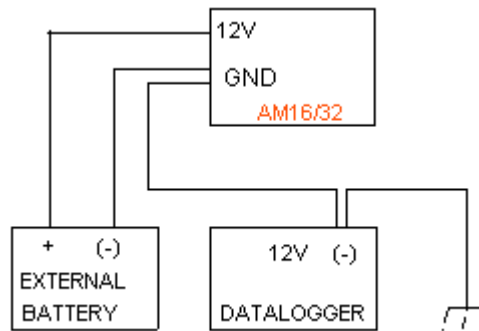 12V
GND
AM16/32
+ (-)
EXTERNAL
BATTERY
12V (-)
DATALOGGER